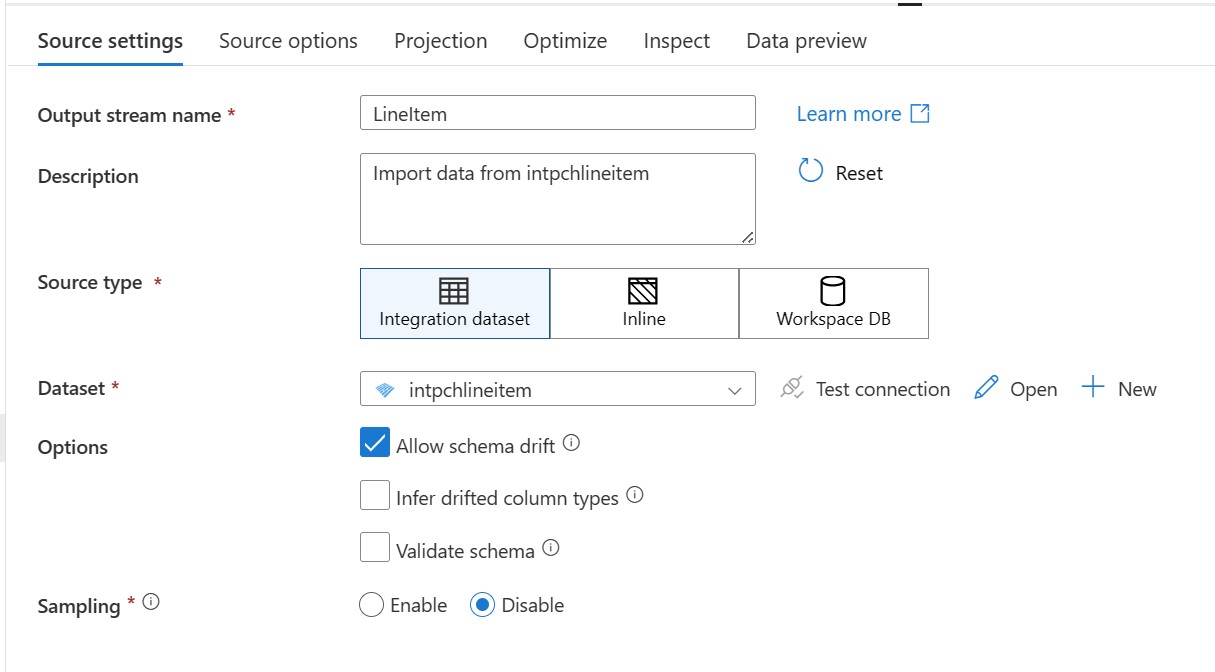 Source settings Source options Projection Optimize Inspect Data preview
Output stream name * LineItem Learn more
Description Import data from intpchlineitem Reset
Source type * Integration dataset Inline Workspace DB
Dataset * intpchlineitem Test connection Open New
Options Allow schema drift
Infer drifted column types
Validate schema
Sampling * Enable Disable